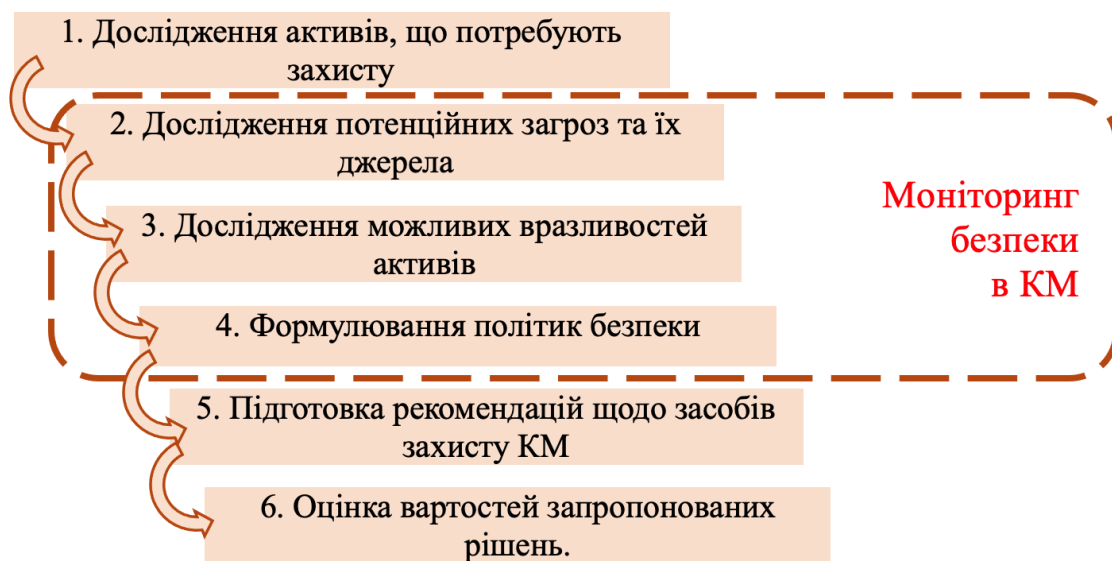 1. Дослідження активів, що потребують
захисту
2. Дослідження потенційних загроз та їх
джерела
3. Дослідження можливих вразливостей
активів
4. Формулювання політик безпеки
5. Підготовка рекомендацій щодо засобів
захисту КМ
6. Оцінка вартостей запропонованих
рішень.
Моніторинг
безпеки
в КМ